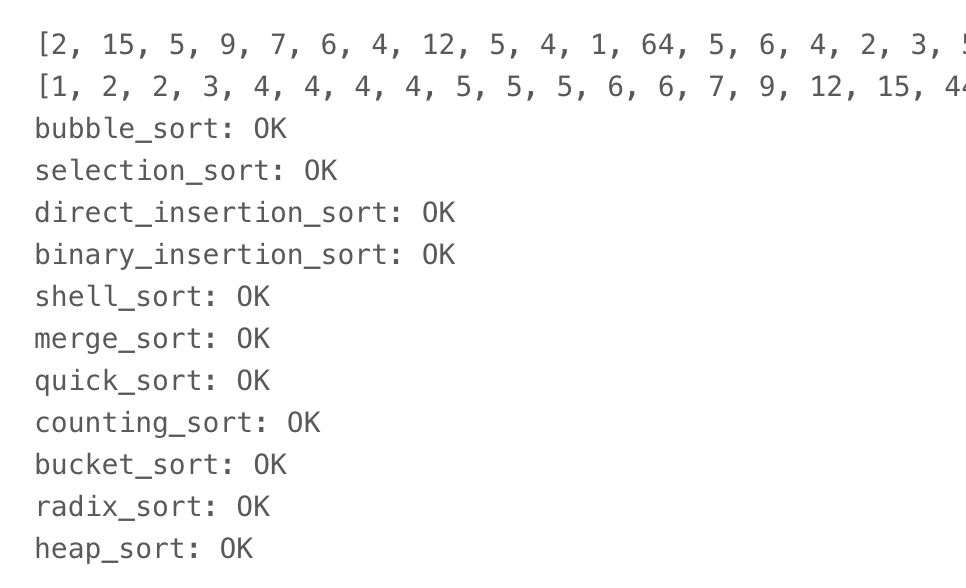 [2, 15, 5, 9, 7, 6, 4, 12, 5, 4, 1, 64, 5, 6, 4, 2, 3,
[1, 2, 2, 3, 4, 4, 4, 4, 5, 5, 5, 6, 6, 7, 9, 12, 15,
bubble_sort: OK
selection_sort: OK
direct_insertion_sort: OK
binary_insertion_sort: OK
shell_sort: OK
merge_sort: OK
quick_sort: OK
counting_sort: OK
bucket_sort: OK
radix_sort: OK
heap_sort: OK